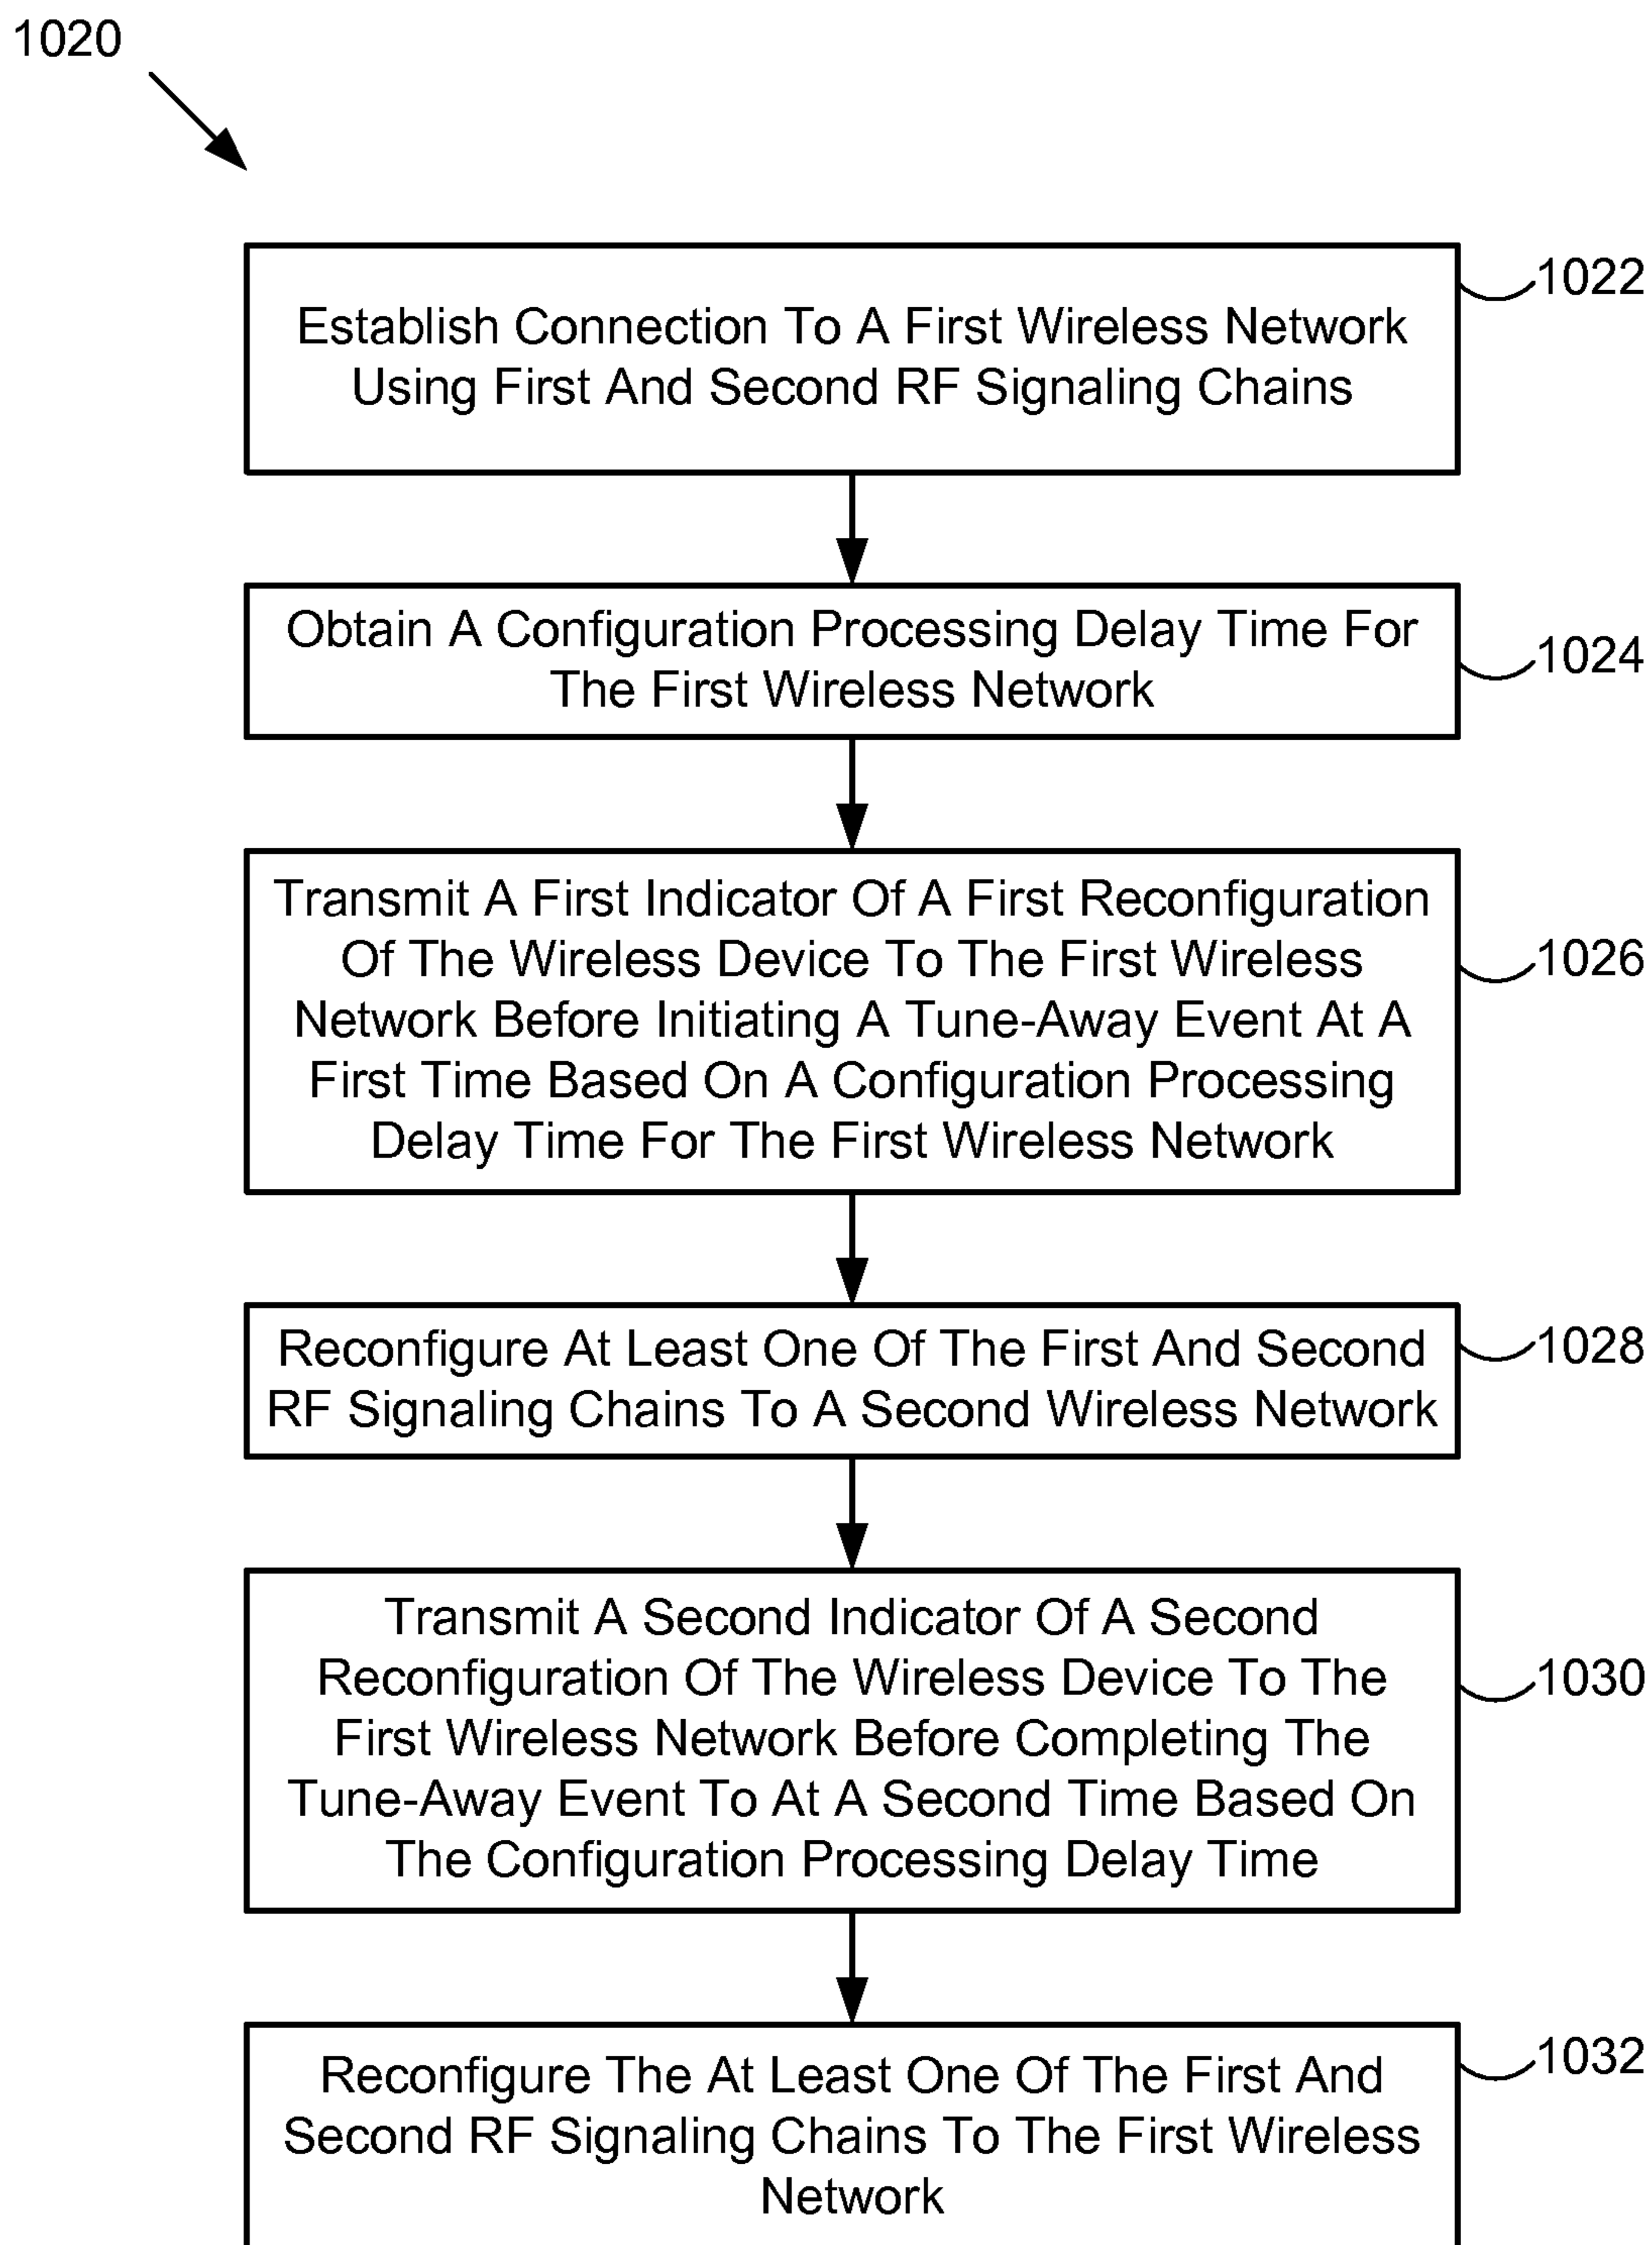 1020
1022
Establish Connection To A First Wireless Network
Using First And Second RF Signaling Chains
Obtain A Configuration Processing Delay Time For
The First Wireless Network
1024
Transmit A First Indicator Of A First Reconfiguration
Of The Wireless Device To The First Wireless
Network Before Initiating A Tune-Away Event At A
First Time Based On A Configuration Processing
Delay Time For The First Wireless Network
1026
Reconfigure At Least One Of The First And Second
RF Signaling Chains To A Second Wireless Network
1028
Transmit A Second Indicator Of A Second
Reconfiguration Of The Wireless Device To The
First Wireless Network Before Completing The
Tune-Away Event To At A Second Time Based On
The Configuration Processing Delay Time
1030
Reconfigure The At Least One Of The First And
Second RF Signaling Chains To The First Wireless
Network
1032